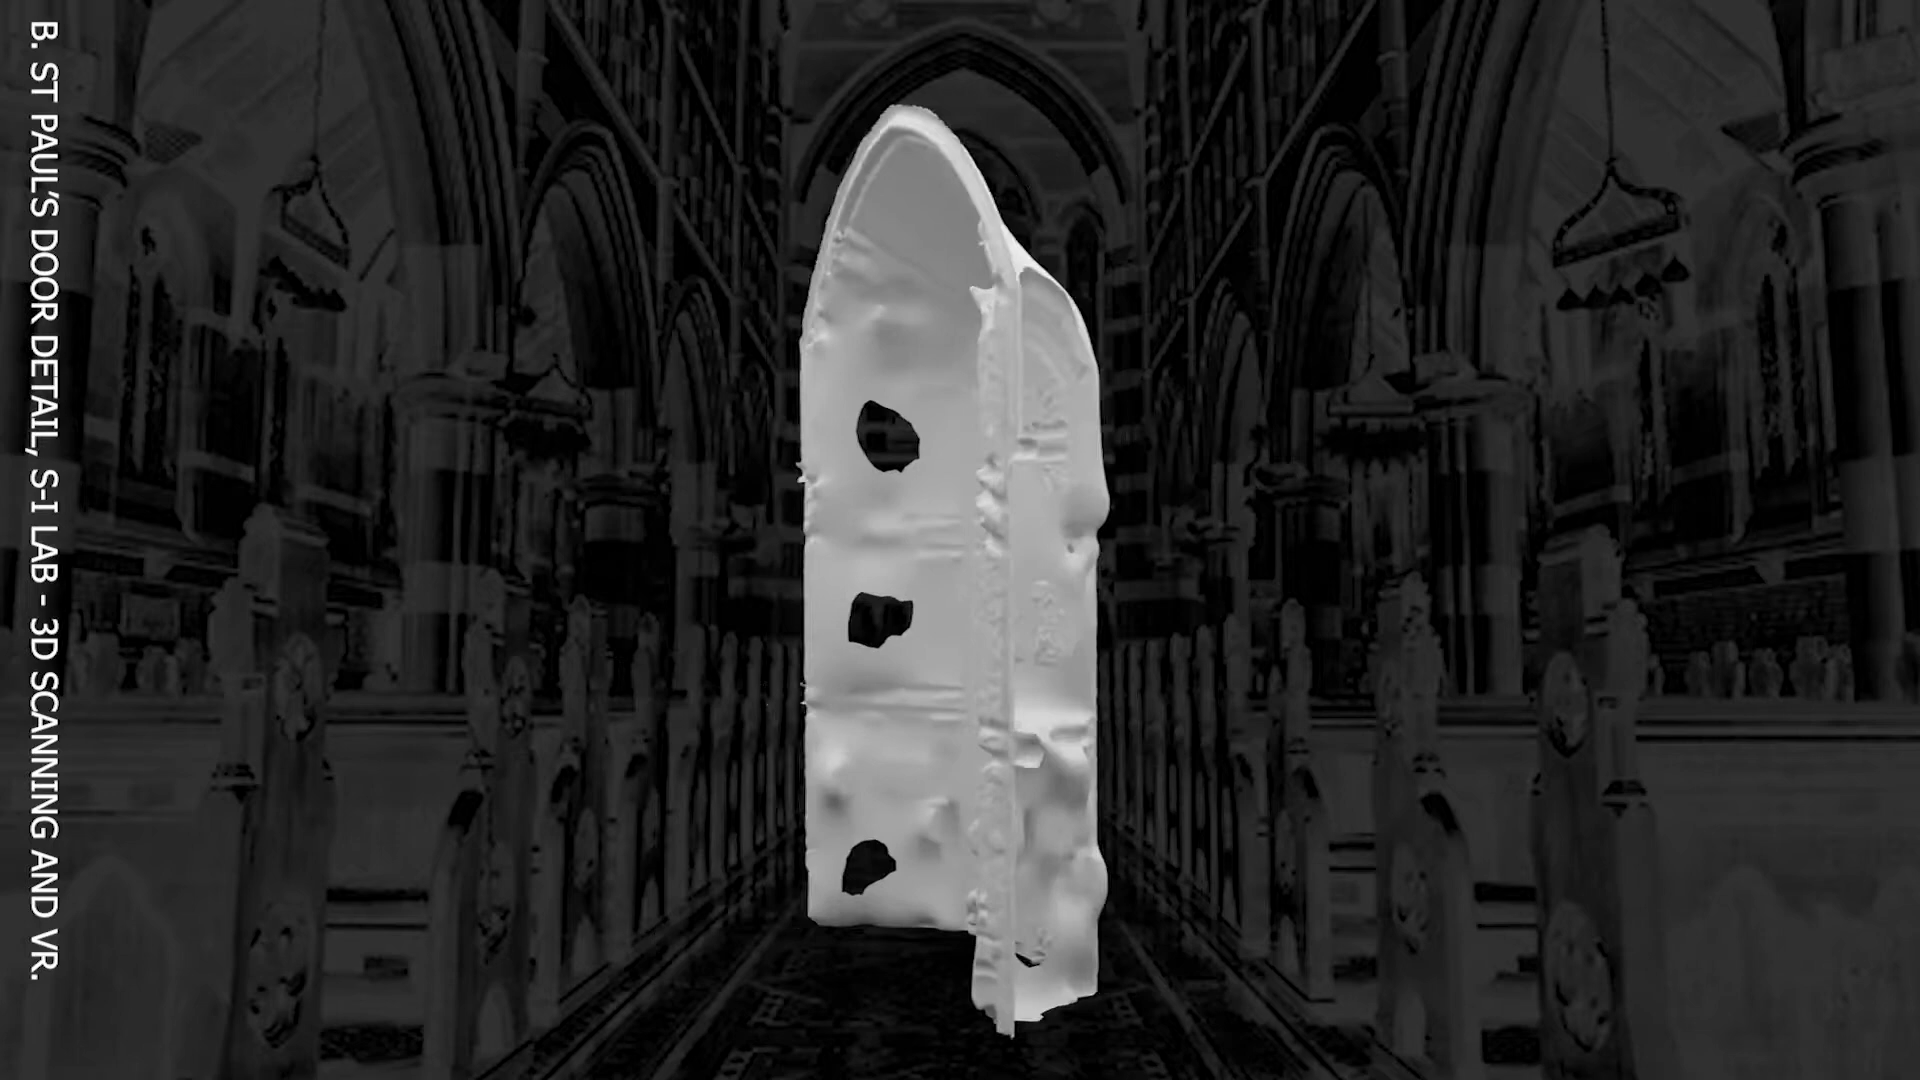 B. ST PAUL'S DOOR DETAIL, S-I LAB - 3D SCANNING AND VR.